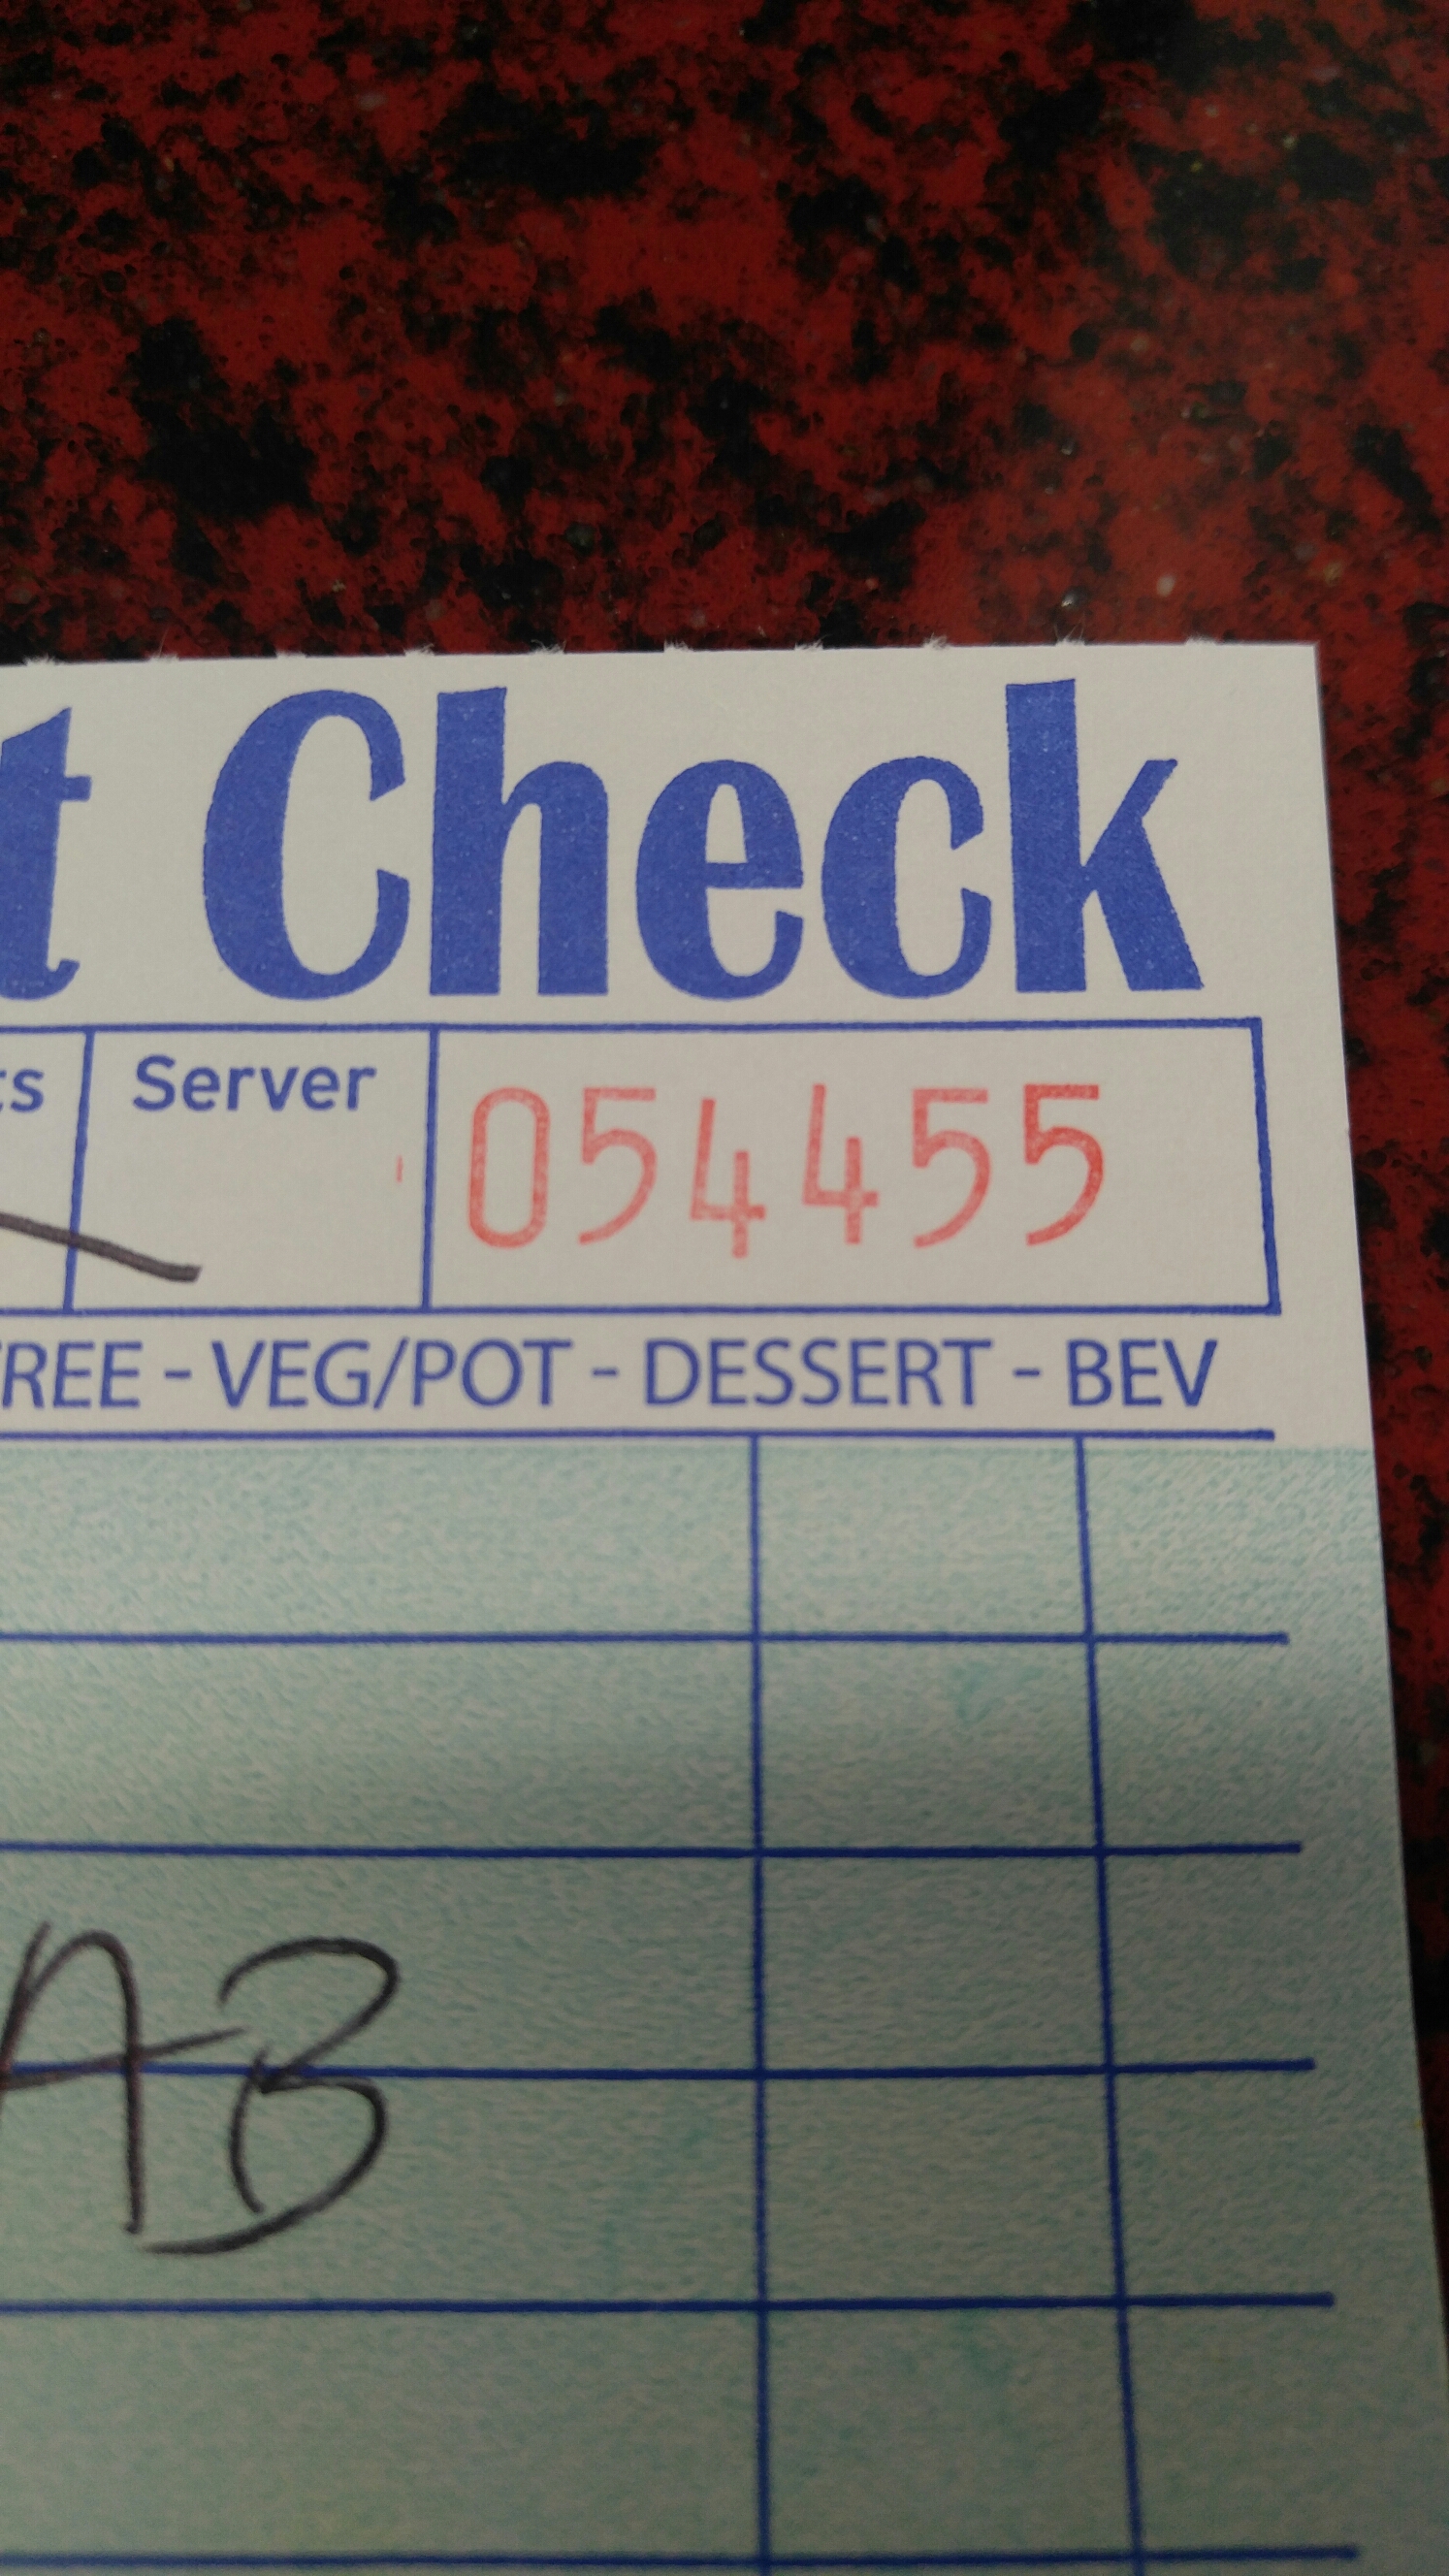 t Check
ts Server 054455
REE - VEG/POT - DESSERT - BEV
AB